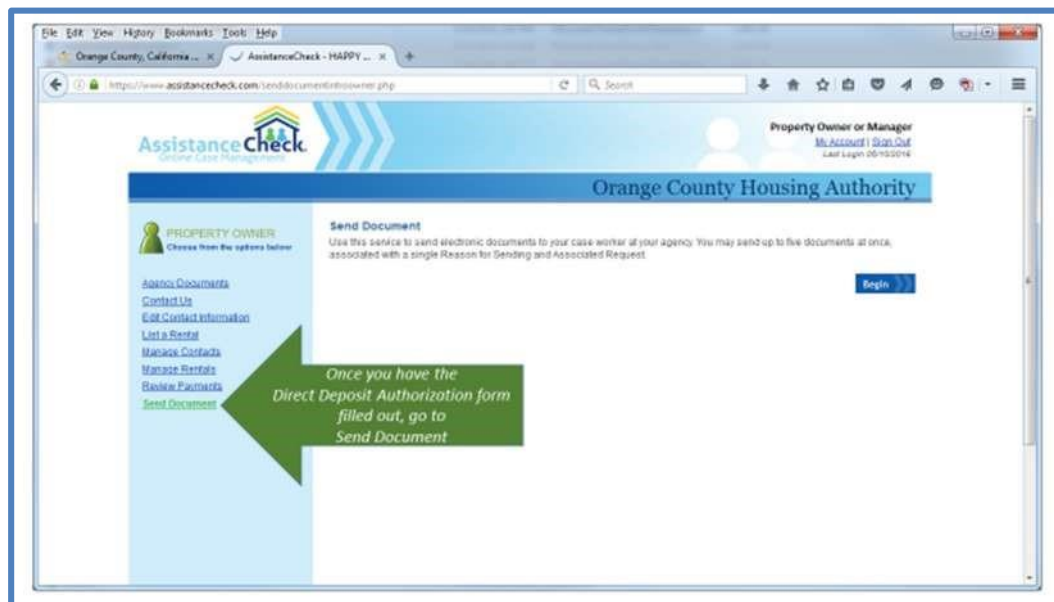 File Edit View History Bookmarks Tools Help
Orange County, California ... × AssistanceCheck - HAPPY ... × +
https://www.assistancecheck.com/senddocumentintroowner.php Search
AssistanceCheck
Online Case Management
Property Owner or Manager
My Account | Sign Out
Last Login
Orange County Housing Authority
PROPERTY OWNER
Choose from the options below
Send Document
Use this service to send electronic documents to your case worker at your agency. You may send up to five documents at once,
associated with a single Reason for Sending and Associated Request.
Begin
Agency Documents
Contact Us
Edit Contact Information
List a Rental
Manage Contacts
Manage Rentals
Review Payments
Send Document
Once you have the
Direct Deposit Authorization form
filled out, go to
Send Document